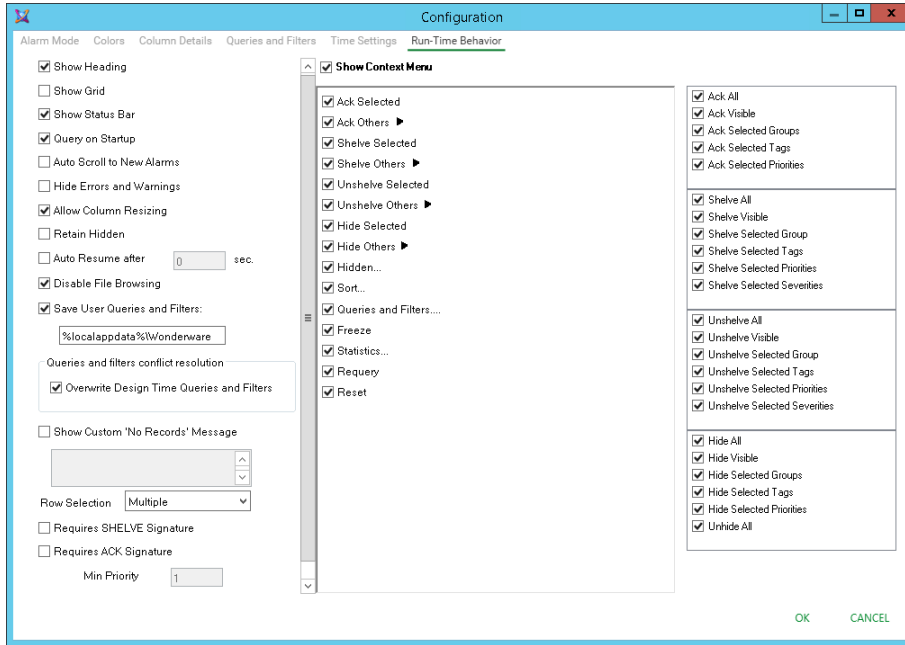 Configuration
Alarm Mode Colors Column Details Queries and Filters Time Settings Run-Time Behavior
Show Heading
Show Grid
Show Status Bar
Query on Startup
Auto Scroll to New Alarms
Hide Errors and Warnings
Allow Column Resizing
Retain Hidden
Auto Resume after 0 sec.
Disable File Browsing
Save User Queries and Filters:
%localappdata%\Wonderware
Queries and filters conflict resolution
Overwrite Design Time Queries and Filters
Show Custom 'No Records' Message
Row Selection Multiple
Requires SHELVE Signature
Requires ACK Signature
Min Priority 1
Show Context Menu
Ack Selected
Ack Others
Shelve Selected
Shelve Others
Unshelve Selected
Unshelve Others
Hide Selected
Hide Others
Hidden...
Sort...
Queries and Filters....
Freeze
Statistics...
Requery
Reset
Ack All
Ack Visible
Ack Selected Groups
Ack Selected Tags
Ack Selected Priorities
Shelve All
Shelve Visible
Shelve Selected Group
Shelve Selected Tags
Shelve Selected Priorities
Shelve Selected Severities
Unshelve All
Unshelve Visible
Unshelve Selected Group
Unshelve Selected Tags
Unshelve Selected Priorities
Unshelve Selected Severities
Hide All
Hide Visible
Hide Selected Groups
Hide Selected Tags
Hide Selected Priorities
Unhide All
OK CANCEL